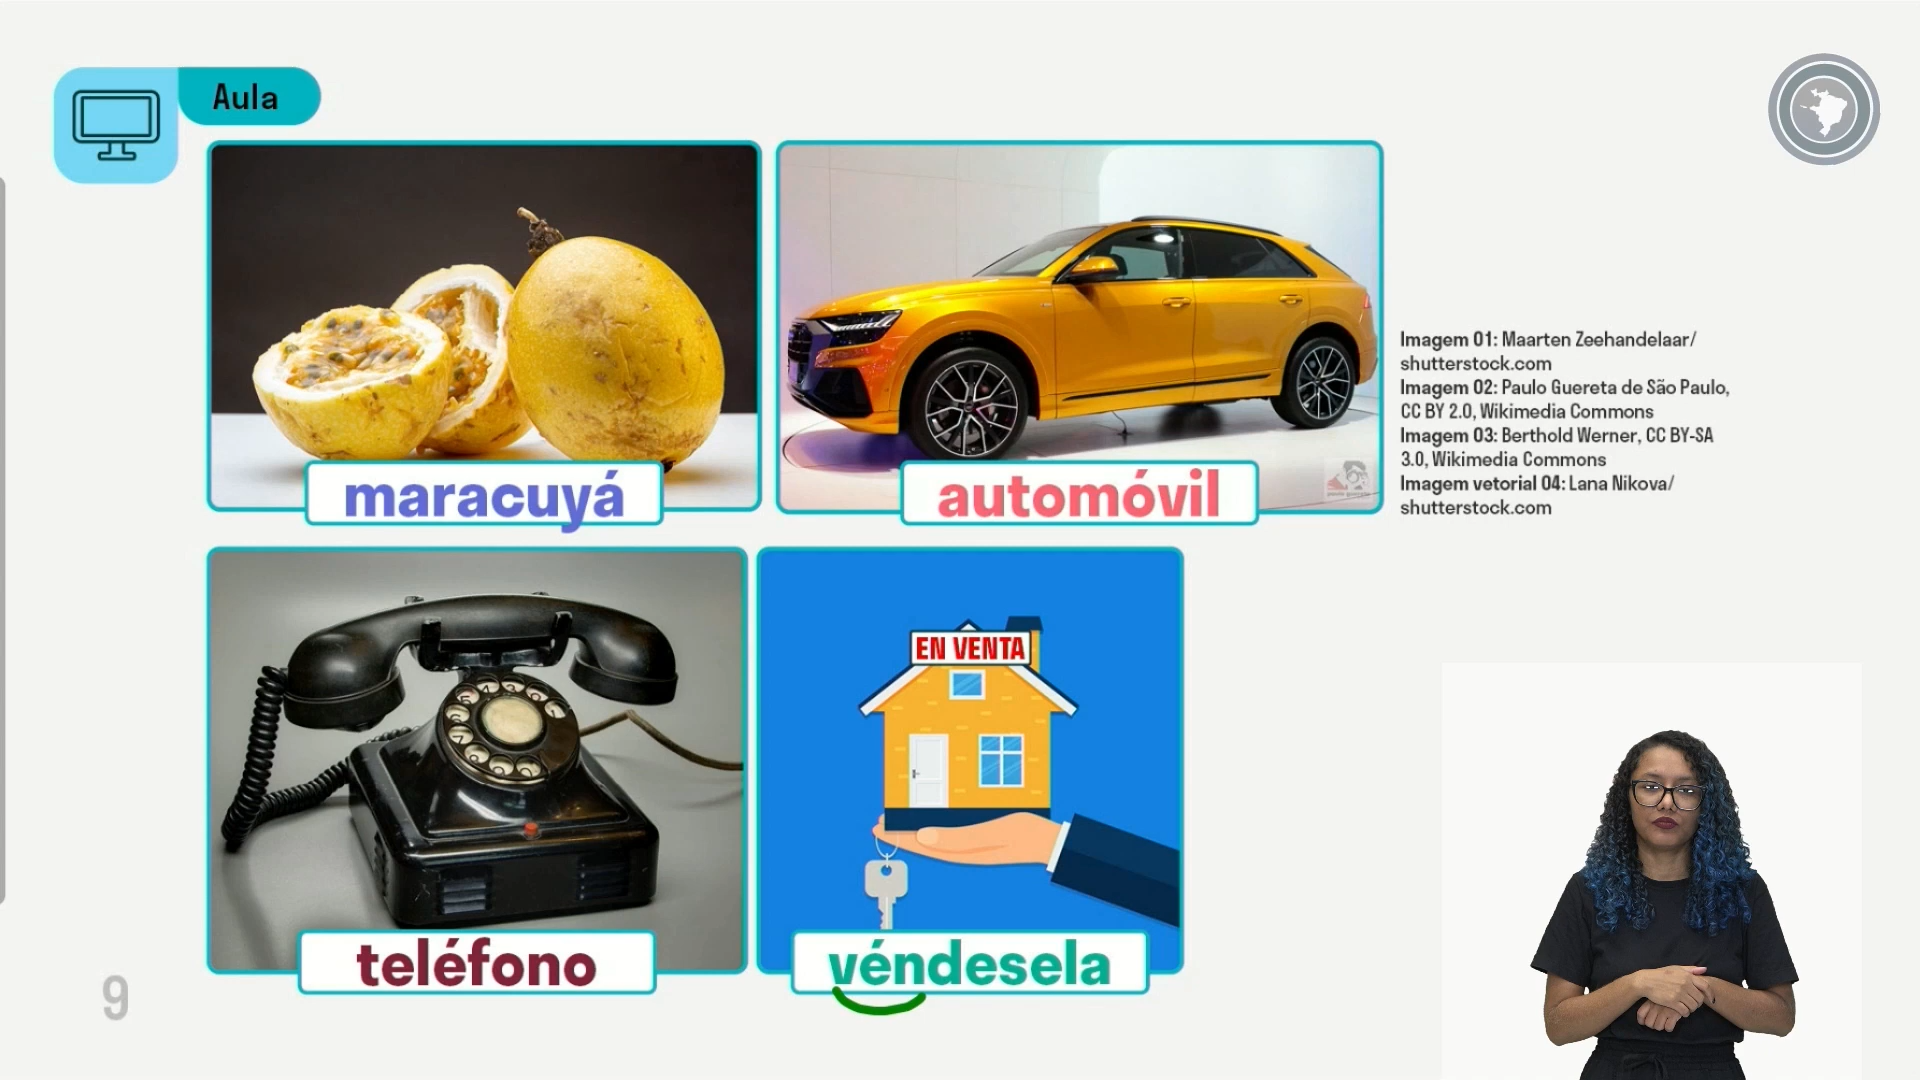 Aula
maracuyá
automóvil
Imagem 01: Maarten Zeehandelaar/
shutterstock.com
Imagem 02: Paulo Guereta de São Paulo,
CC BY 2.0, Wikimedia Commons
Imagem 03: Berthold Werner, CC BY-SA
3.0, Wikimedia Commons
Imagem vetorial 04: Lana Nikova/
shutterstock.com
EN VENTA
teléfono
véndesela
9